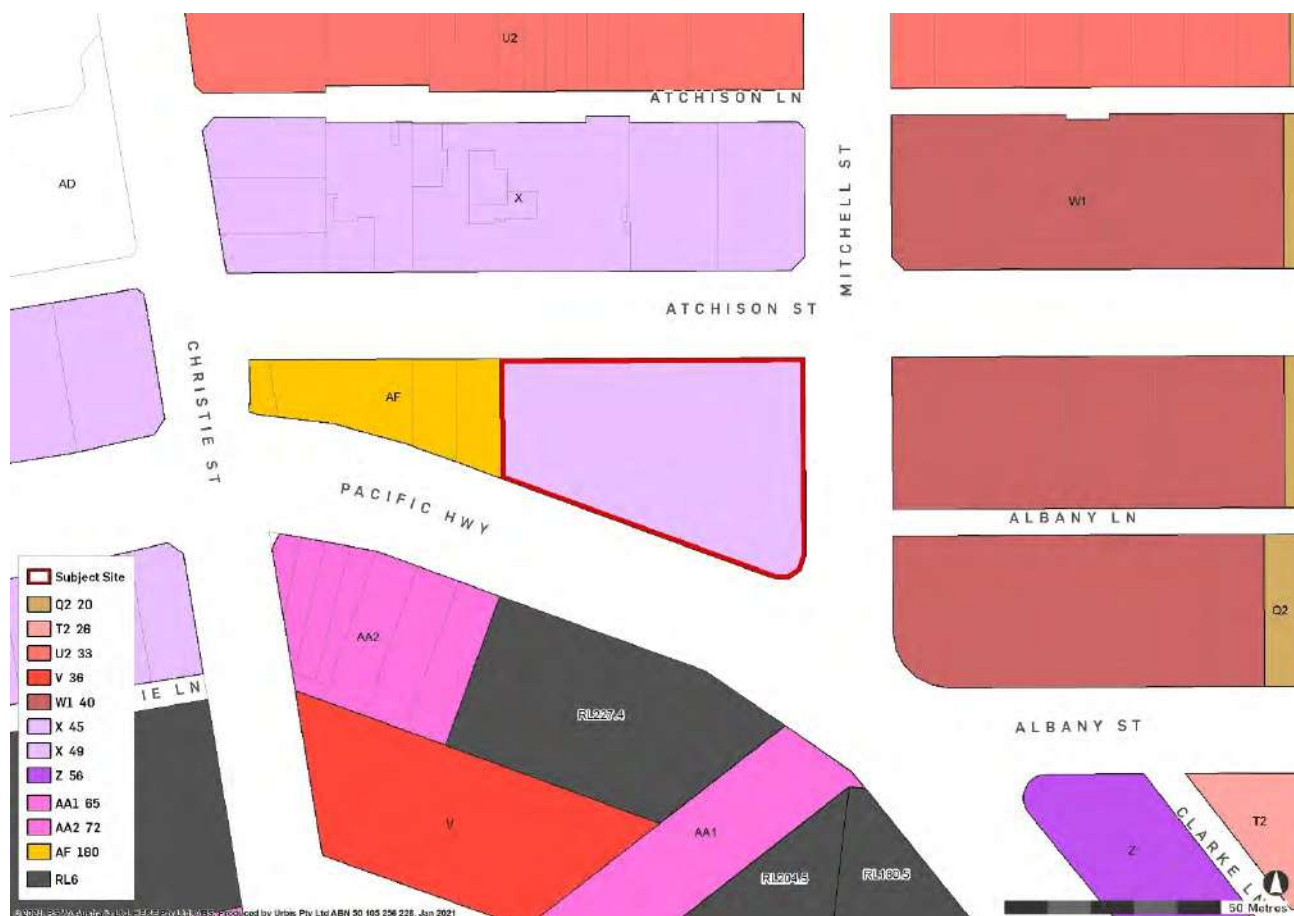 U2
ATCHISON LN
AD
X
MITCHELL ST
W1
ATCHISON ST
CHRISTIE ST
AF
PACIFIC HWY
ALBANY LN
Subject Site
Q2 20
T2 26
U2 33
V 36
W1 40
X 45
X 49
Z 56
AA1 65
AA2 72
AF 180
RL6
AA2
Q2
IE LN
RL227.4
ALBANY ST
V
AA1
CLARKE LN
T2
Z
RL204.5
RL180.5
50 Metres
Produced by Urbis Pty Ltd ABN 50 105 256 228, Jan 2021